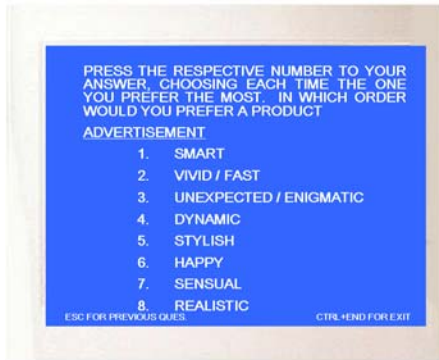 PRESS THE RESPECTIVE NUMBER TO YOUR
ANSWER, CHOOSING EACH TIME THE ONE
YOU PREFER THE MOST. IN WHICH ORDER
WOULD YOU PREFER A PRODUCT
ADVERTISEMENT
1. SMART
2. VIVID / FAST
3. UNEXPECTED / ENIGMATIC
4. DYNAMIC
5. STYLISH
6. HAPPY
7. SENSUAL
8. REALISTIC
ESC FOR PREVIOUS QUES. CTRL+END FOR EXIT